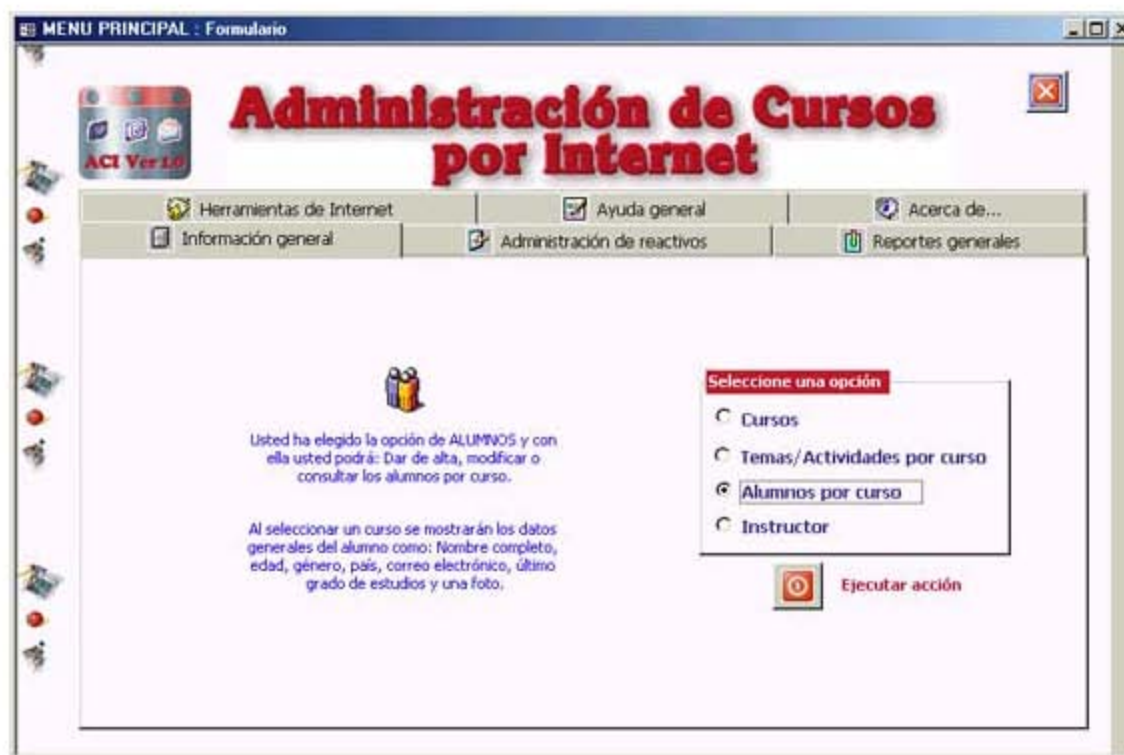 MENU PRINCIPAL : Formulario
Administración de Cursos
por Internet
ACI Ver 1.0
Herramientas de Internet
Ayuda general
Acerca de...
Información general
Administración de reactivos
Reportes generales
Usted ha elegido la opción de ALUMNOS y con
ella usted podrá: Dar de alta, modificar o
consultar los alumnos por curso.
Al seleccionar un curso se mostrarán los datos
generales del alumno como: Nombre completo,
edad, género, país, correo electrónico, último
grado de estudios y una foto.
Seleccione una opción
Cursos
Temas/Actividades por curso
Alumnos por curso
Instructor
Ejecutar acción